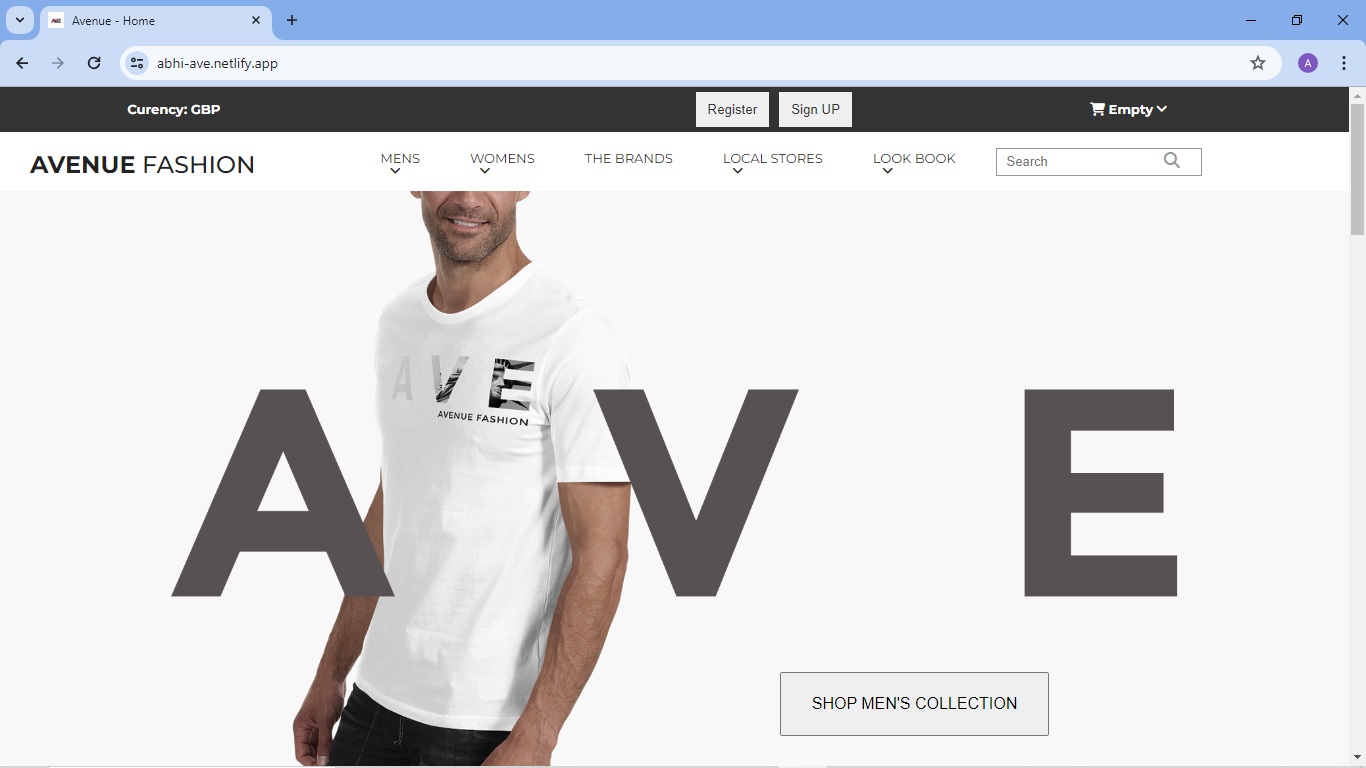 Avenue - Home
abhi-ave.netlify.app
A
Curency: GBP
Register
Sign UP
Empty
AVENUE FASHION
MENS
WOMENS
THE BRANDS
LOCAL STORES
LOOK BOOK
Search
AVE
AVENUE FASHION
A V E
SHOP MEN'S COLLECTION